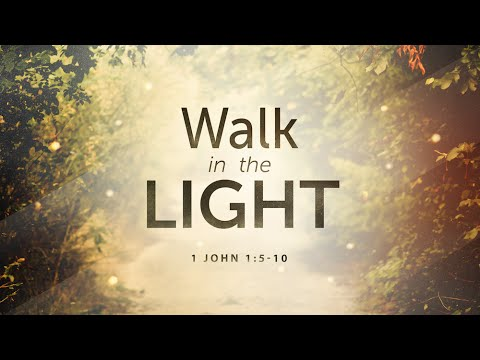 Walk
in the
LIGHT
1 JOHN 1:5-10